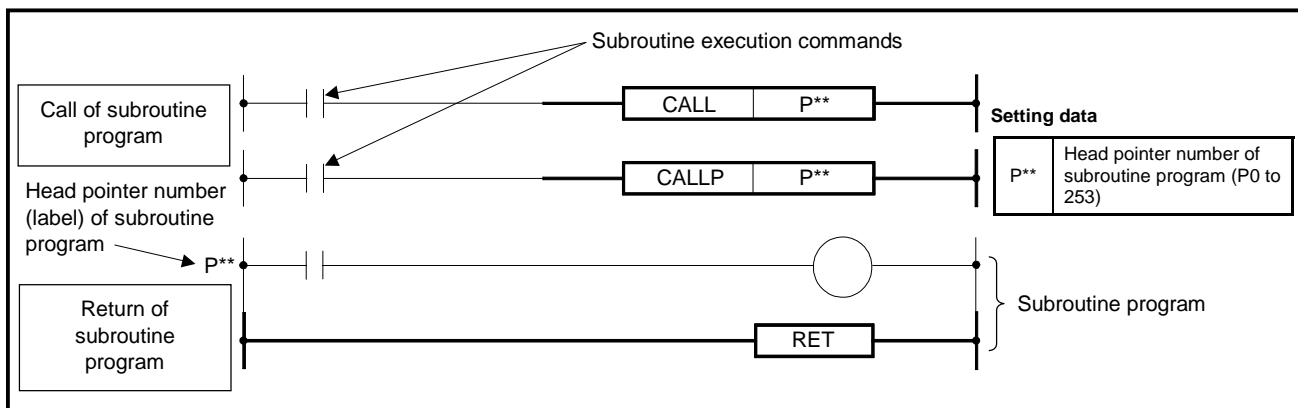 Subroutine execution commands
Call of subroutine
program
CALL P**
Setting data
P** Head pointer number of
subroutine program (P0 to
253)
CALLP P**
Head pointer number
(label) of subroutine
program
P**
Return of
subroutine
program
Subroutine program
RET